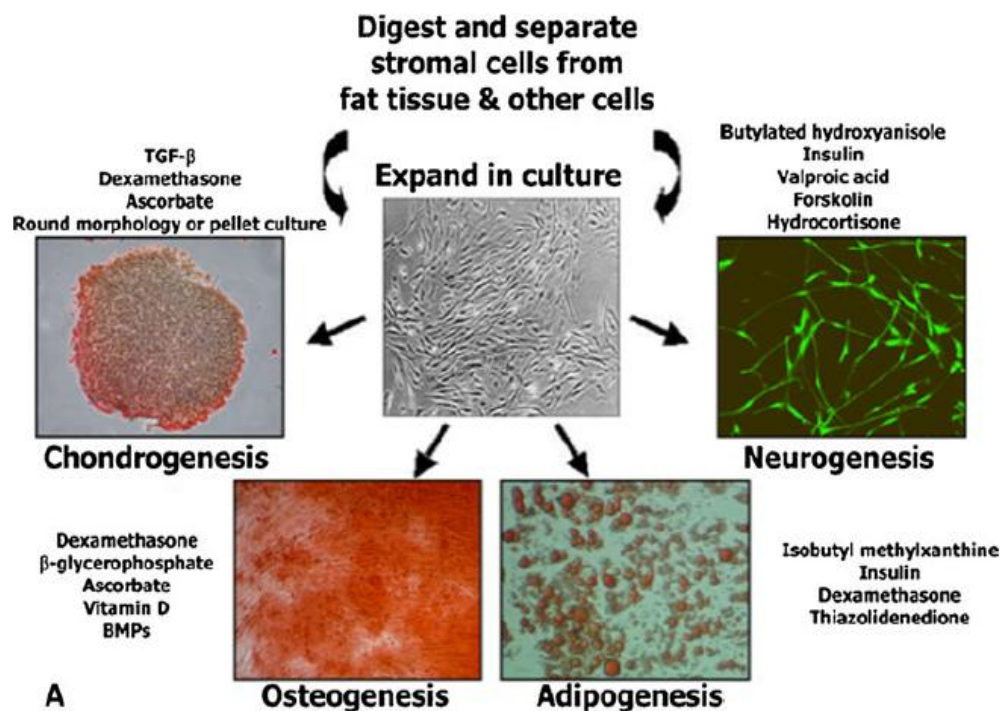 Digest and separate
stromal cells from
fat tissue & other cells
TGF-β
Dexamethasone
Ascorbate
Round morphology or pellet culture
Expand in culture
Butylated hydroxyanisole
Insulin
Valproic acid
Forskolin
Hydrocortisone
Chondrogenesis
Neurogenesis
Dexamethasone
β-glycerophosphate
Ascorbate
Vitamin D
BMPs
Isobutyl methylxanthine
Insulin
Dexamethasone
Thiazolidenedione
A
Osteogenesis
Adipogenesis